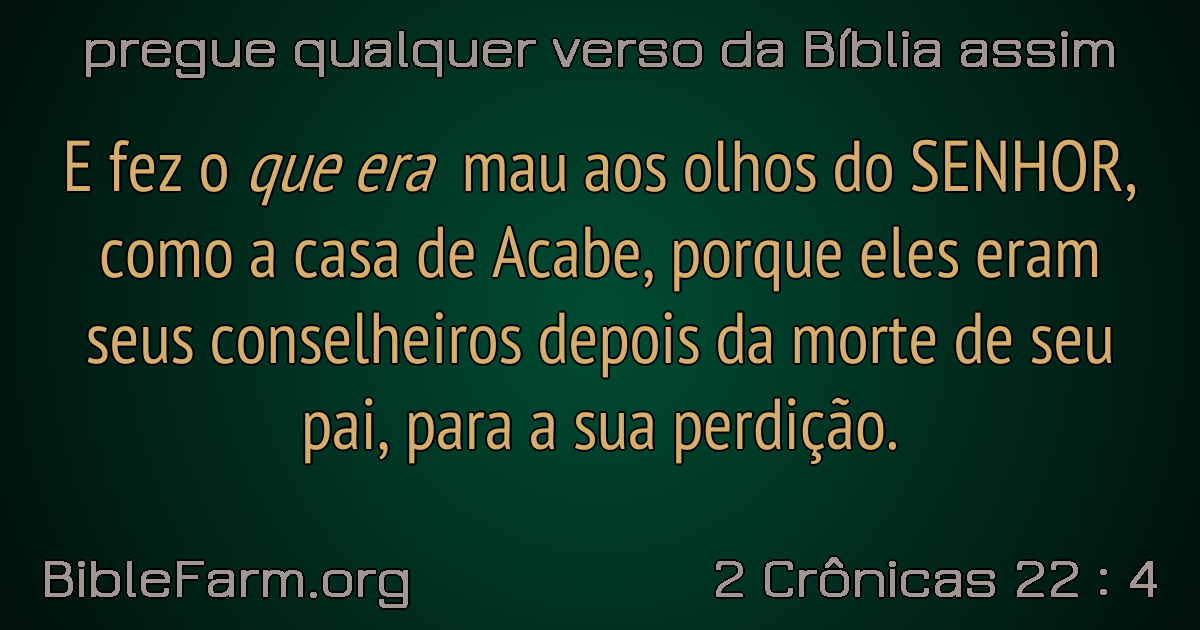 pregue qualquer verso da Bíblia assim
E fez o que era mau aos olhos do SENHOR,
como a casa de Acabe, porque eles eram
seus conselheiros depois da morte de seu
pai, para a sua perdição.
BibleFarm.org
2 Crônicas 22 : 4